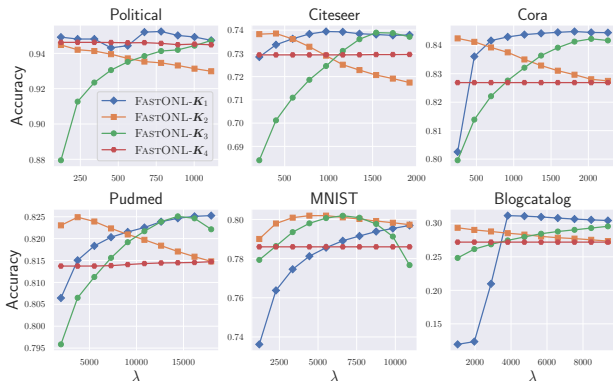 Political
Citeseer
Cora
Accuracy
0.94
0.92
0.90
0.88
0.74
0.73
0.72
0.71
0.70
0.69
0.84
0.83
0.82
0.81
0.80
FASTONL-K1
FASTONL-K2
FASTONL-K3
FASTONL-K4
250 500 750 1000
500 1000 1500 2000
500 1000 1500 2000
Pudmed
MNIST
Blogcatalog
Accuracy
0.825
0.820
0.815
0.810
0.805
0.800
0.795
0.80
0.78
0.76
0.74
0.30
0.25
0.20
0.15
5000 10000 15000
2500 5000 7500 10000
2000 4000 6000 8000
λ λ λ